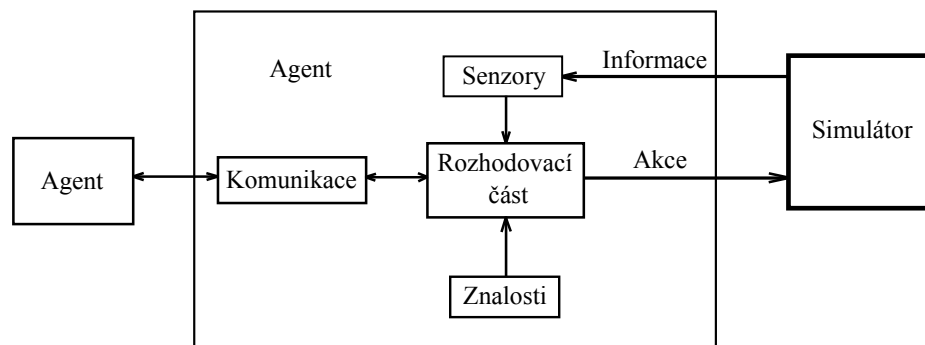 Agent
Senzory
Informace
Simulátor
Agent
Komunikace
Rozhodovací
část
Akce
Znalosti